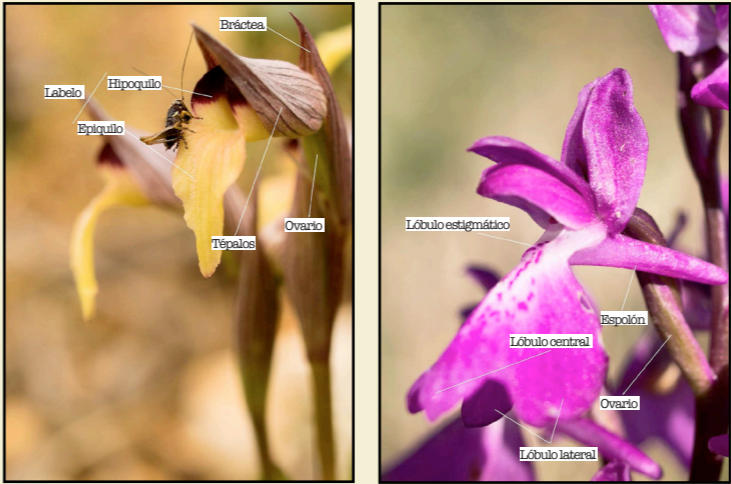 Bráctea
Hipoquilo
Labelo
Epiquilo
Ovario
Tépalos
Lóbulo estigmático
Espolón
Lóbulo central
Ovario
Lóbulo lateral